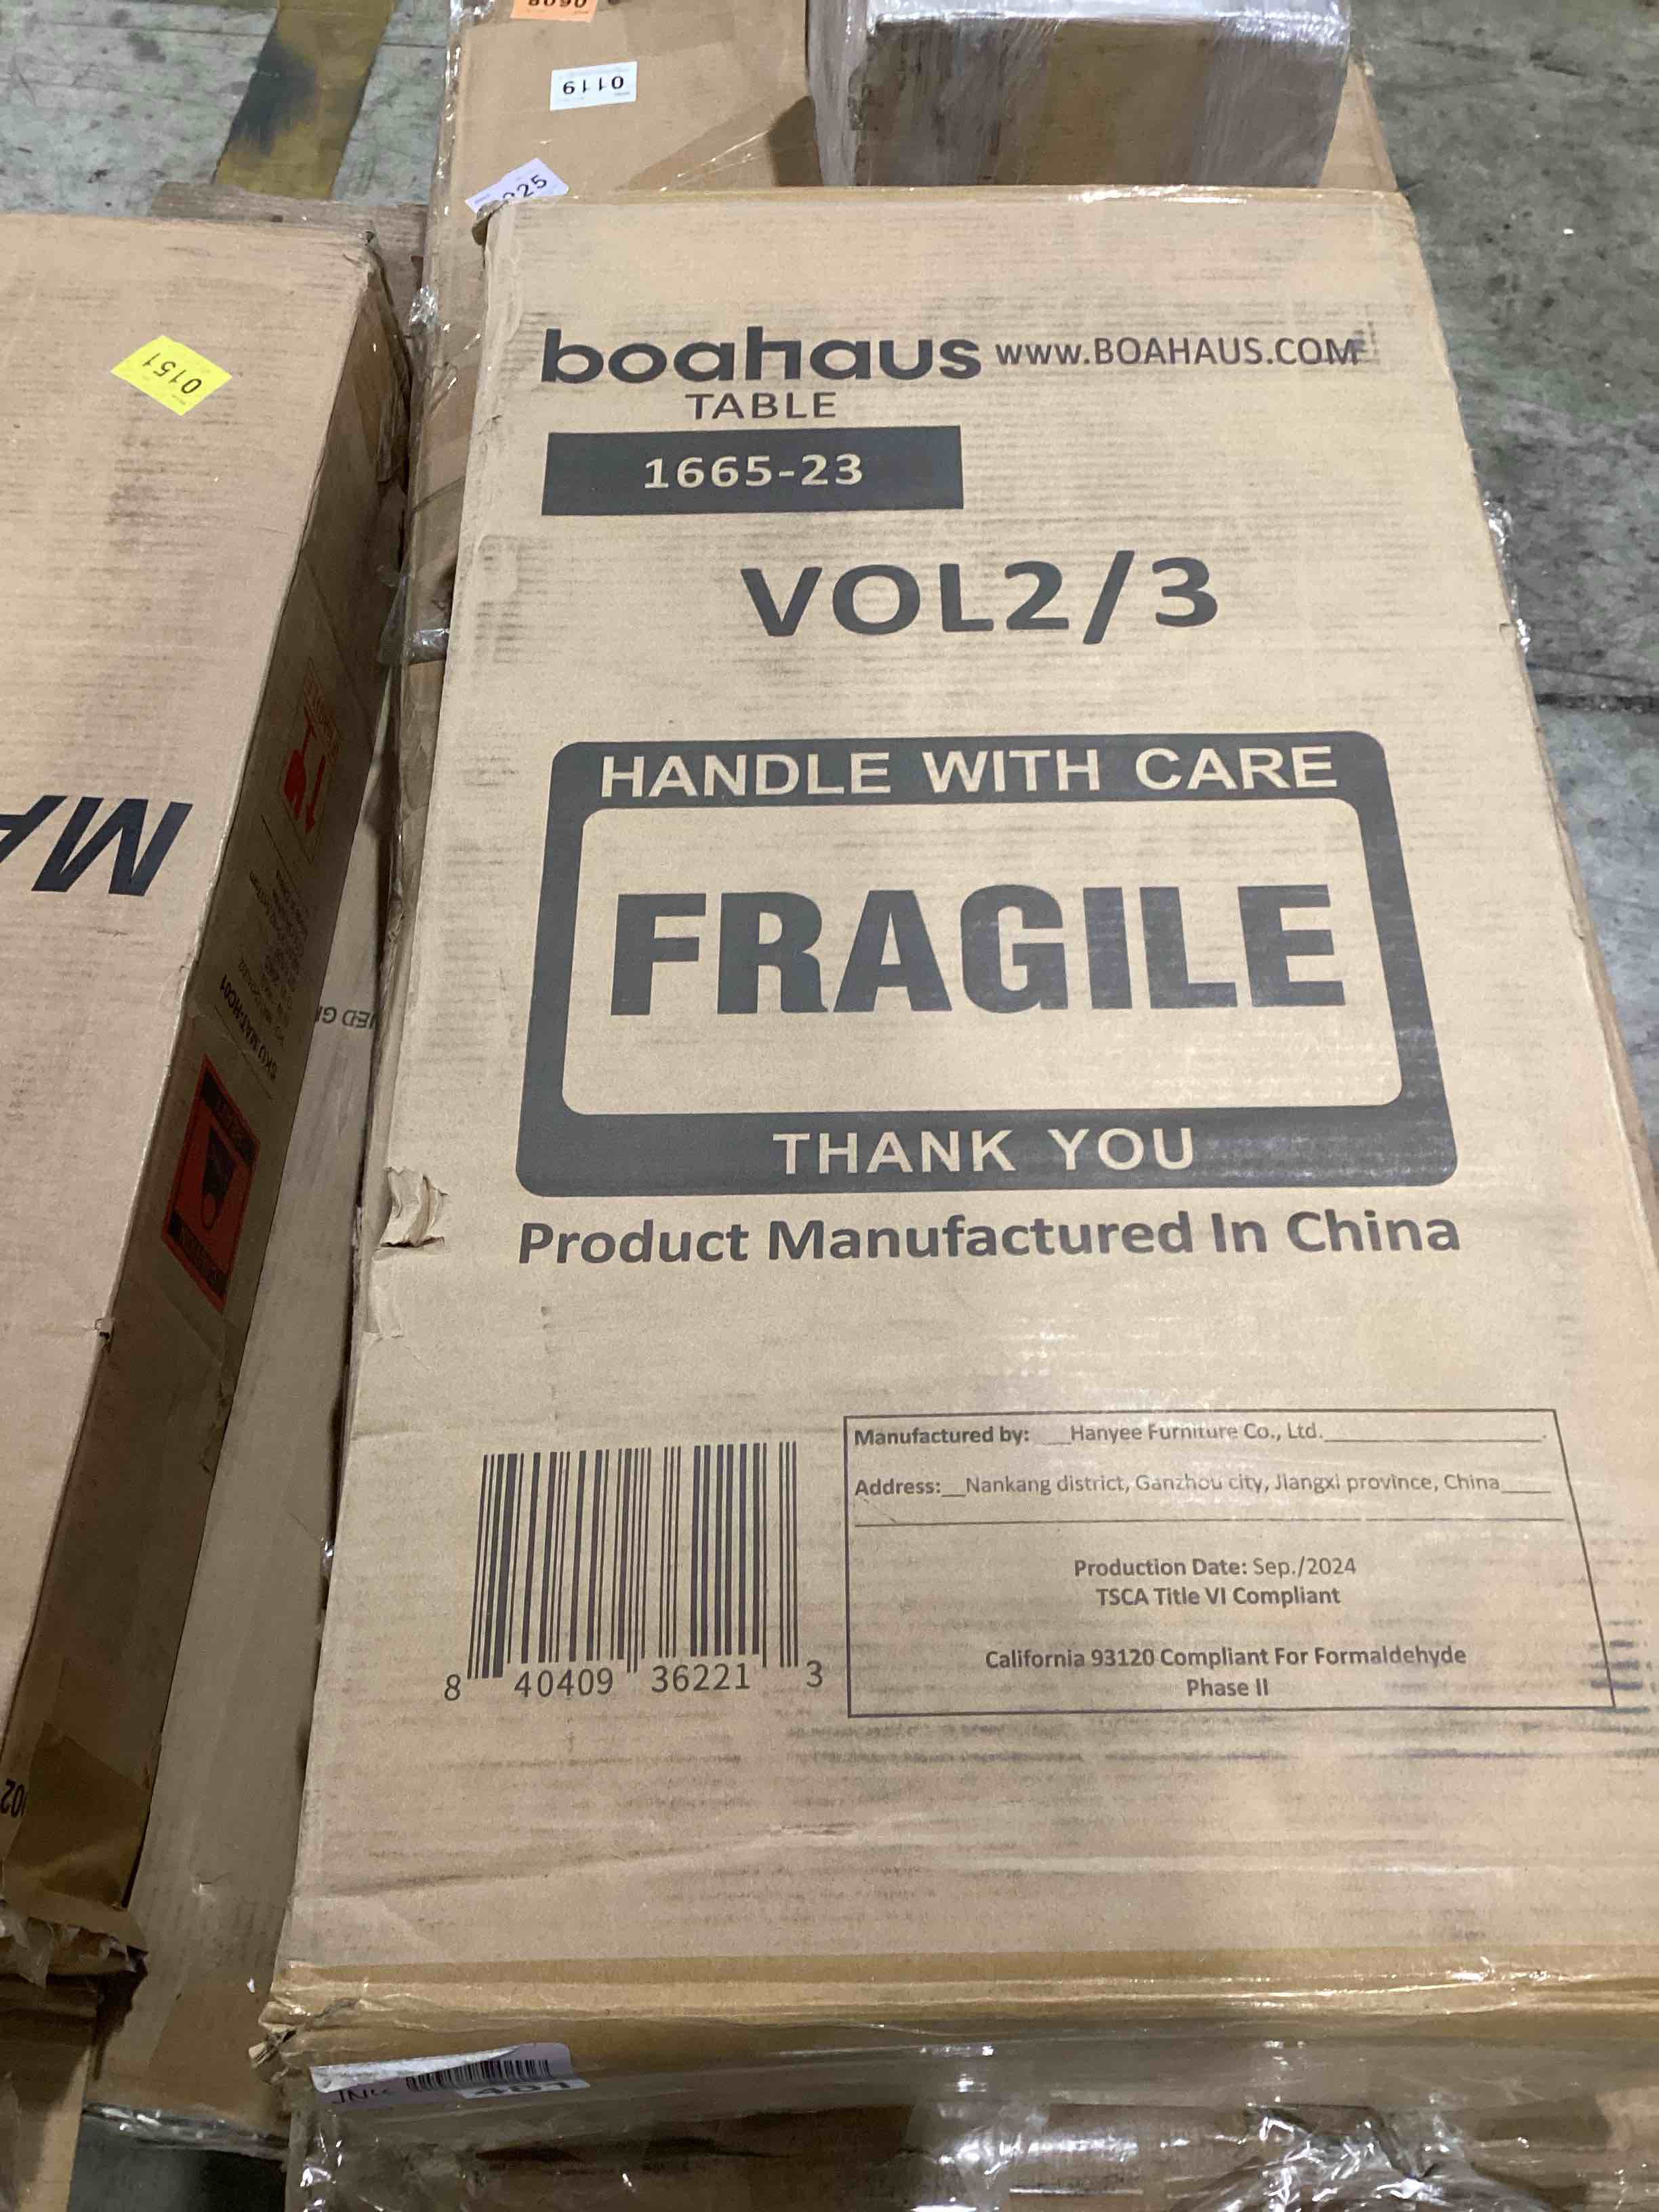 0119
0151
boahaus www.BOAHAUS.COM
TABLE
1665-23
VOL2/3
HANDLE WITH CARE
FRAGILE
THANK YOU
Product Manufactured In China
8 40409 36221 3
Manufactured by: Hanyee Furniture Co., Ltd.
Address: Nankang district, Ganzhou city, Jiangxi province, China
Production Date: Sep./2024
TSCA Title VI Compliant
California 93120 Compliant For Formaldehyde
Phase II